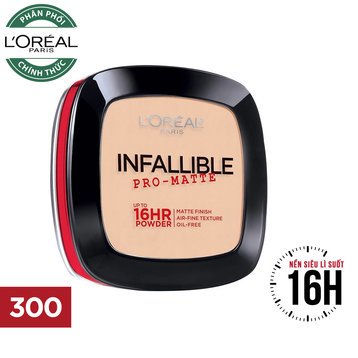 PHÂN PHỐI
L'ORÉAL
PARIS
CHÍNH THỨC
L'ORÉAL
PARIS
INFALLIBLE
PRO-MATTE
UP TO
16HR
POWDER
MATTE FINISH
AIR-FINE TEXTURE
OIL-FREE
300
NỀN SIÊU LÌ SUỐT
16H